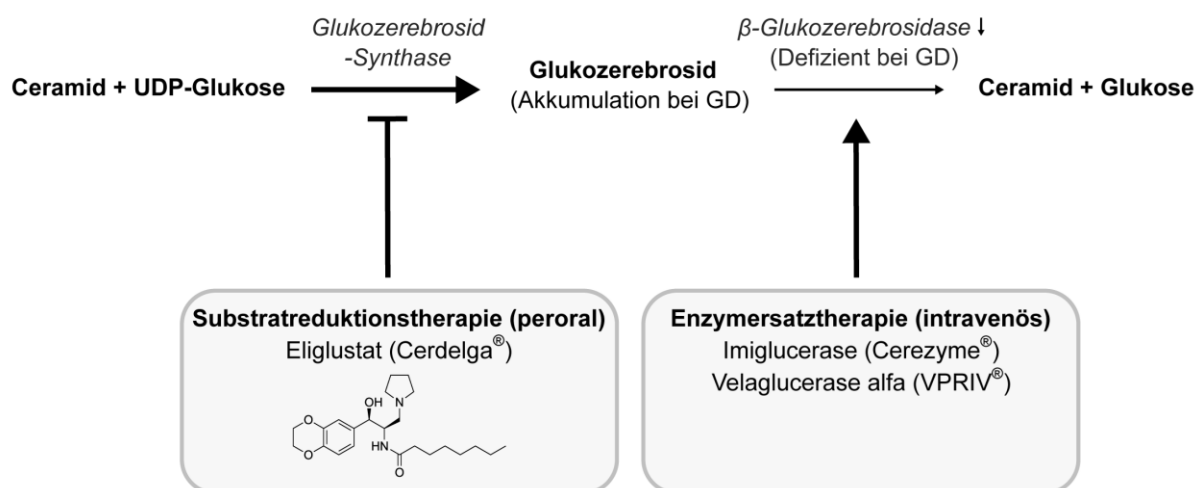 Glukozerebrosid
-Synthase
β-Glukozerebrosidase ↓
(Defizient bei GD)
Ceramid + UDP-Glukose
Glukozerebrosid
(Akkumulation bei GD)
Ceramid + Glukose
Substratreduktionstherapie (peroral)
Eliglustat (Cerdelga®)
N
OH
O
O
HN
O
Enzymersatztherapie (intravenös)
Imiglucerase (Cerezyme®)
Velaglucerase alfa (VPRIV®)